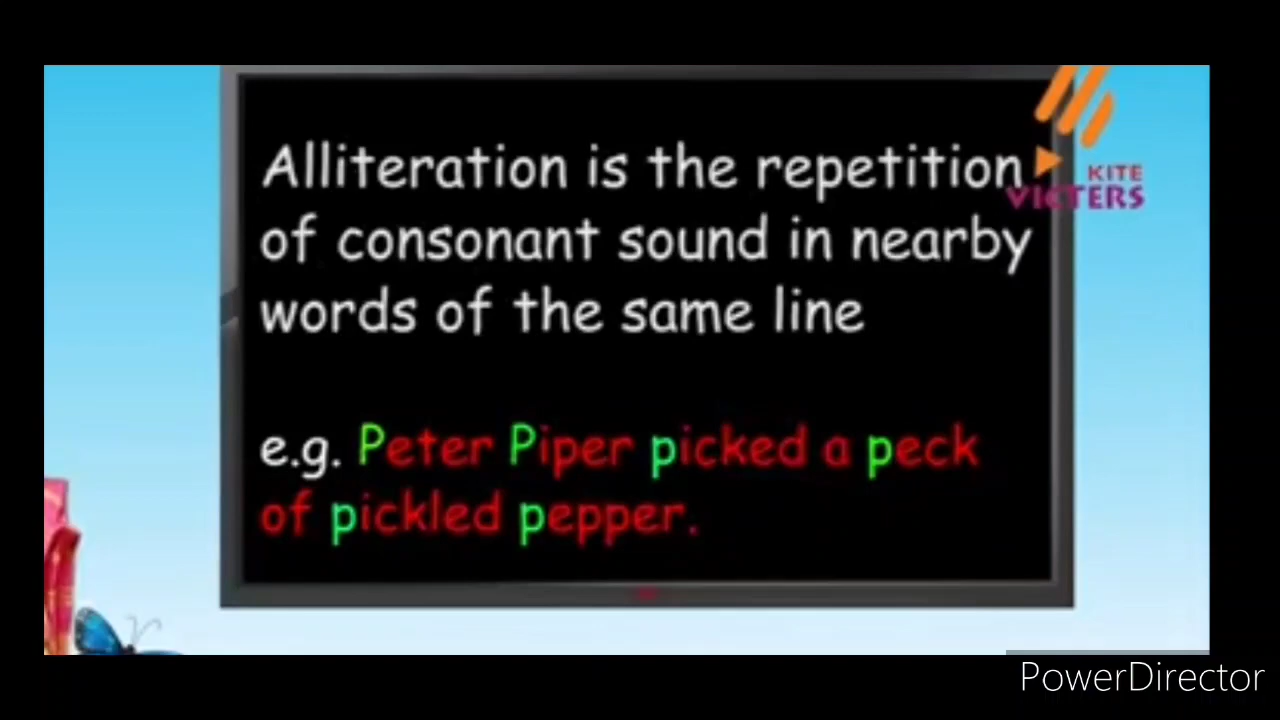 Alliteration is the repetition
of consonant sound in nearby
words of the same line
e.g. Peter Piper picked a peck
of pickled pepper.
KITE
VICTERS
PowerDirector